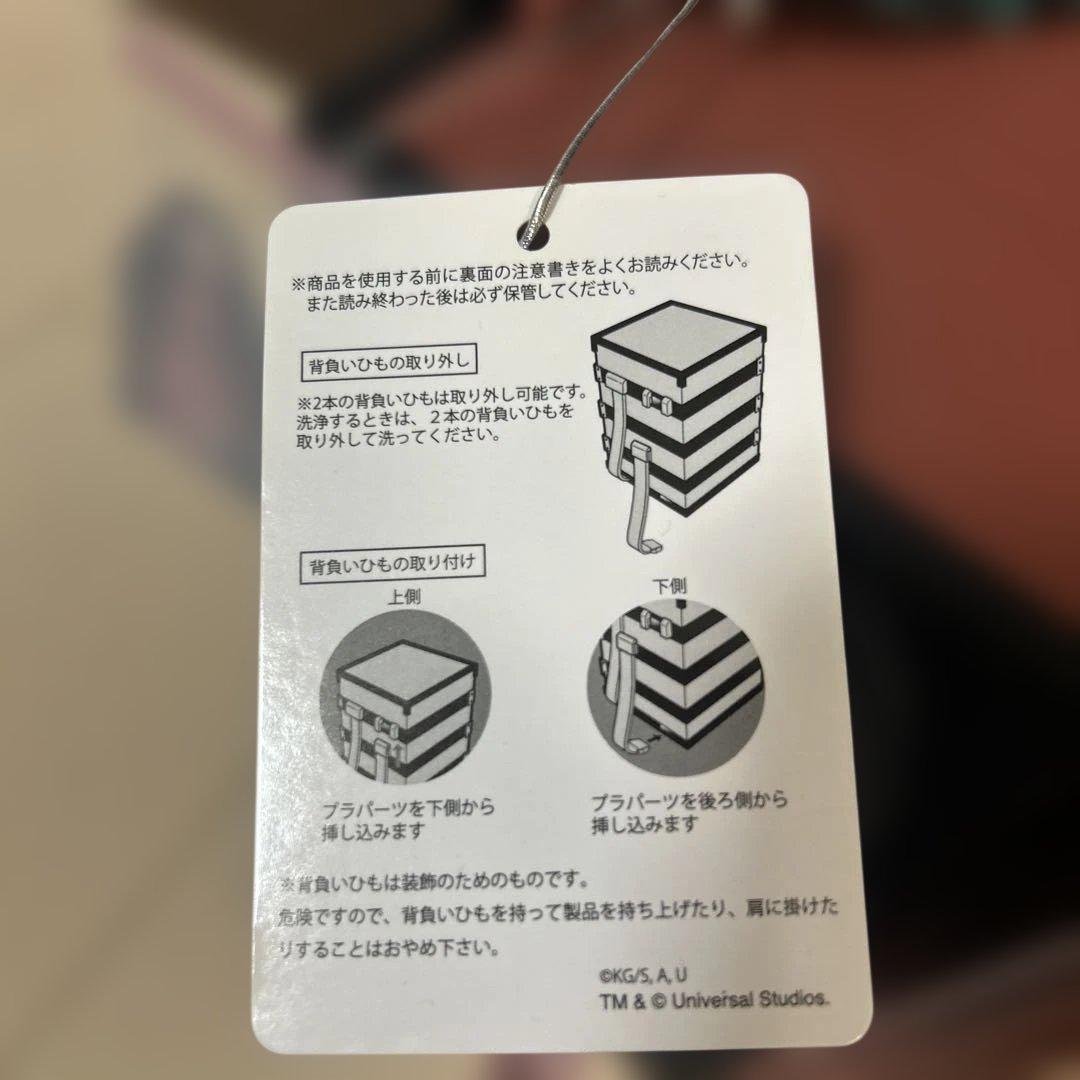 ※商品を使用する前に裏面の注意書きをよくお読みください。
また読み終わった後は必ず保管してください。
背負いひもの取り外し
※2本の背負いひもは取り外し可能です。
洗浄するときは、２本の背負いひもを
取り外して洗ってください。
背負いひもの取り付け
上側
下側
プラパーツを下側から
挿し込みます
プラパーツを後ろ側から
挿し込みます
※背負いひもは装飾のためのものです。
危険ですので、背負いひもを持って製品を持ち上げたり、肩に掛けた
りすることはおやめ下さい。
©KG/S, A, U
TM & © Universal Studios.